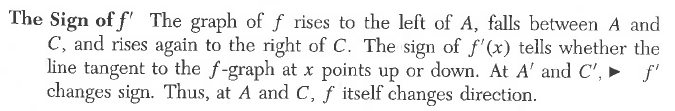 The Sign of f′ The graph of f rises to the left of A, falls between A and
C, and rises again to the right of C. The sign of f′(x) tells whether the
line tangent to the f-graph at x points up or down. At A′ and C′, ► f′
changes sign. Thus, at A and C, f itself changes direction.